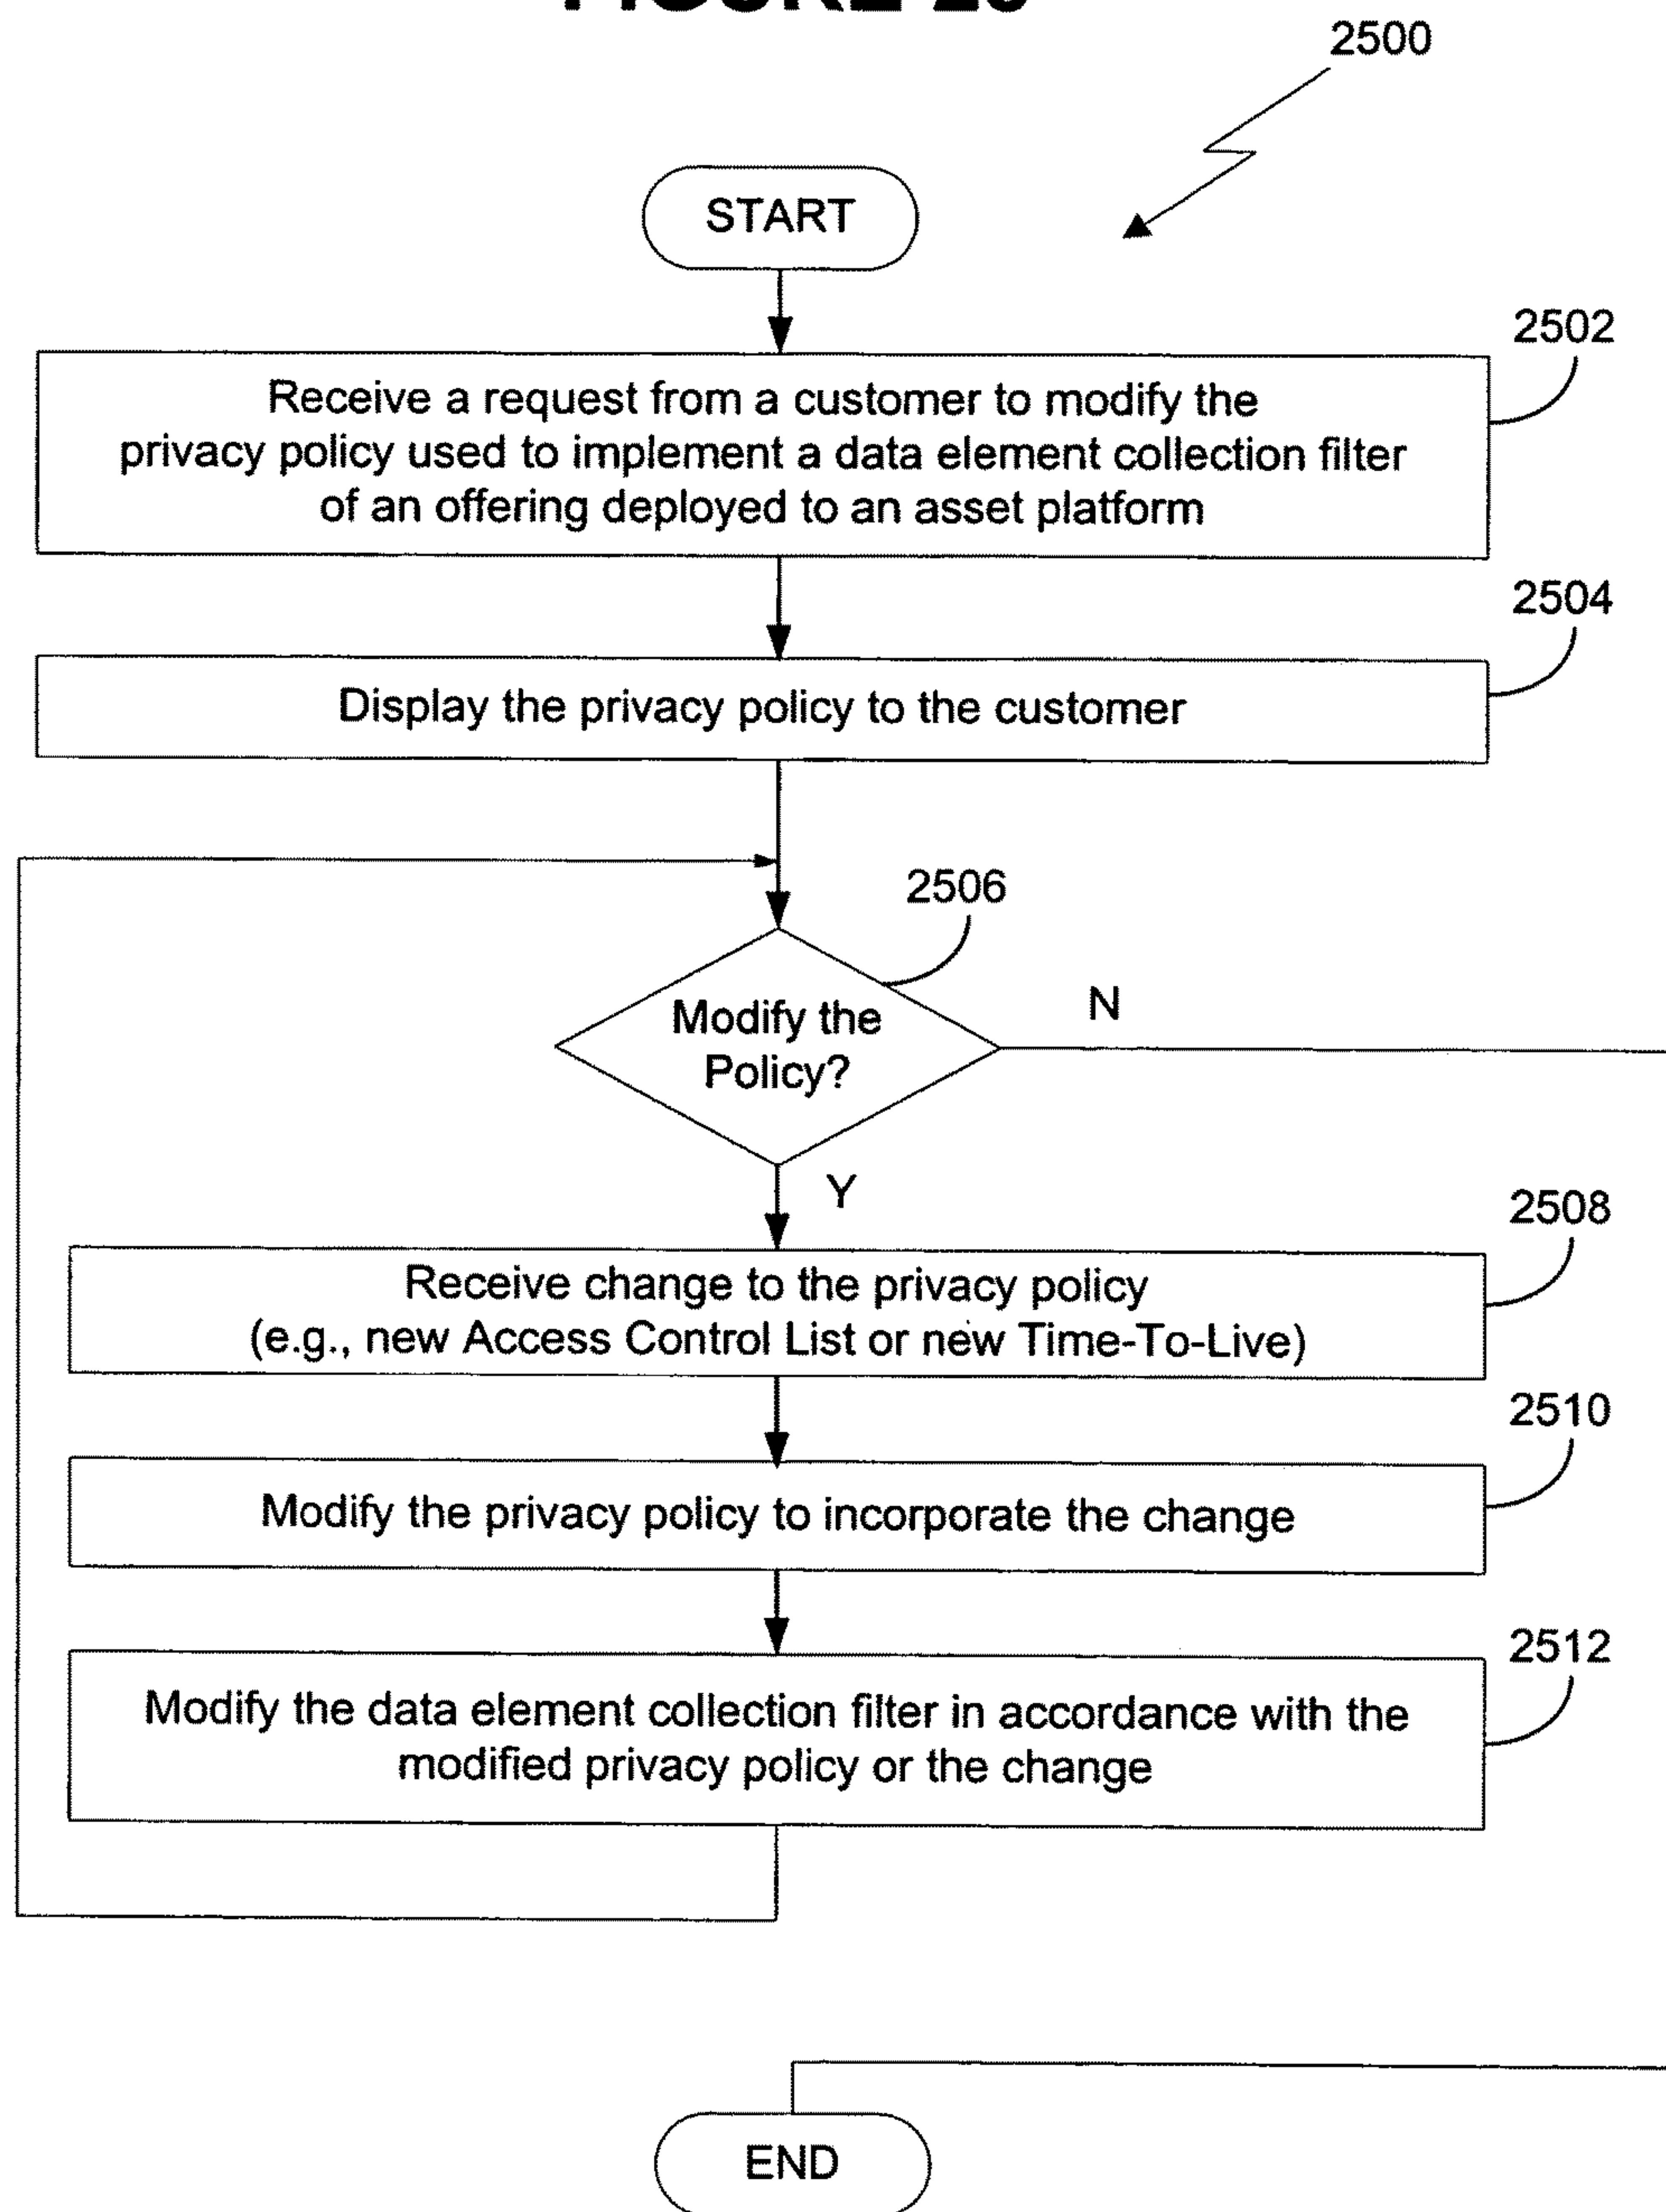 2500
START
2502
Receive a request from a customer to modify the
privacy policy used to implement a data element collection filter
of an offering deployed to an asset platform
2504
Display the privacy policy to the customer
2506
Modify the
Policy?
N
Y
2508
Receive change to the privacy policy
(e.g., new Access Control List or new Time-To-Live)
2510
Modify the privacy policy to incorporate the change
2512
Modify the data element collection filter in accordance with the
modified privacy policy or the change
END